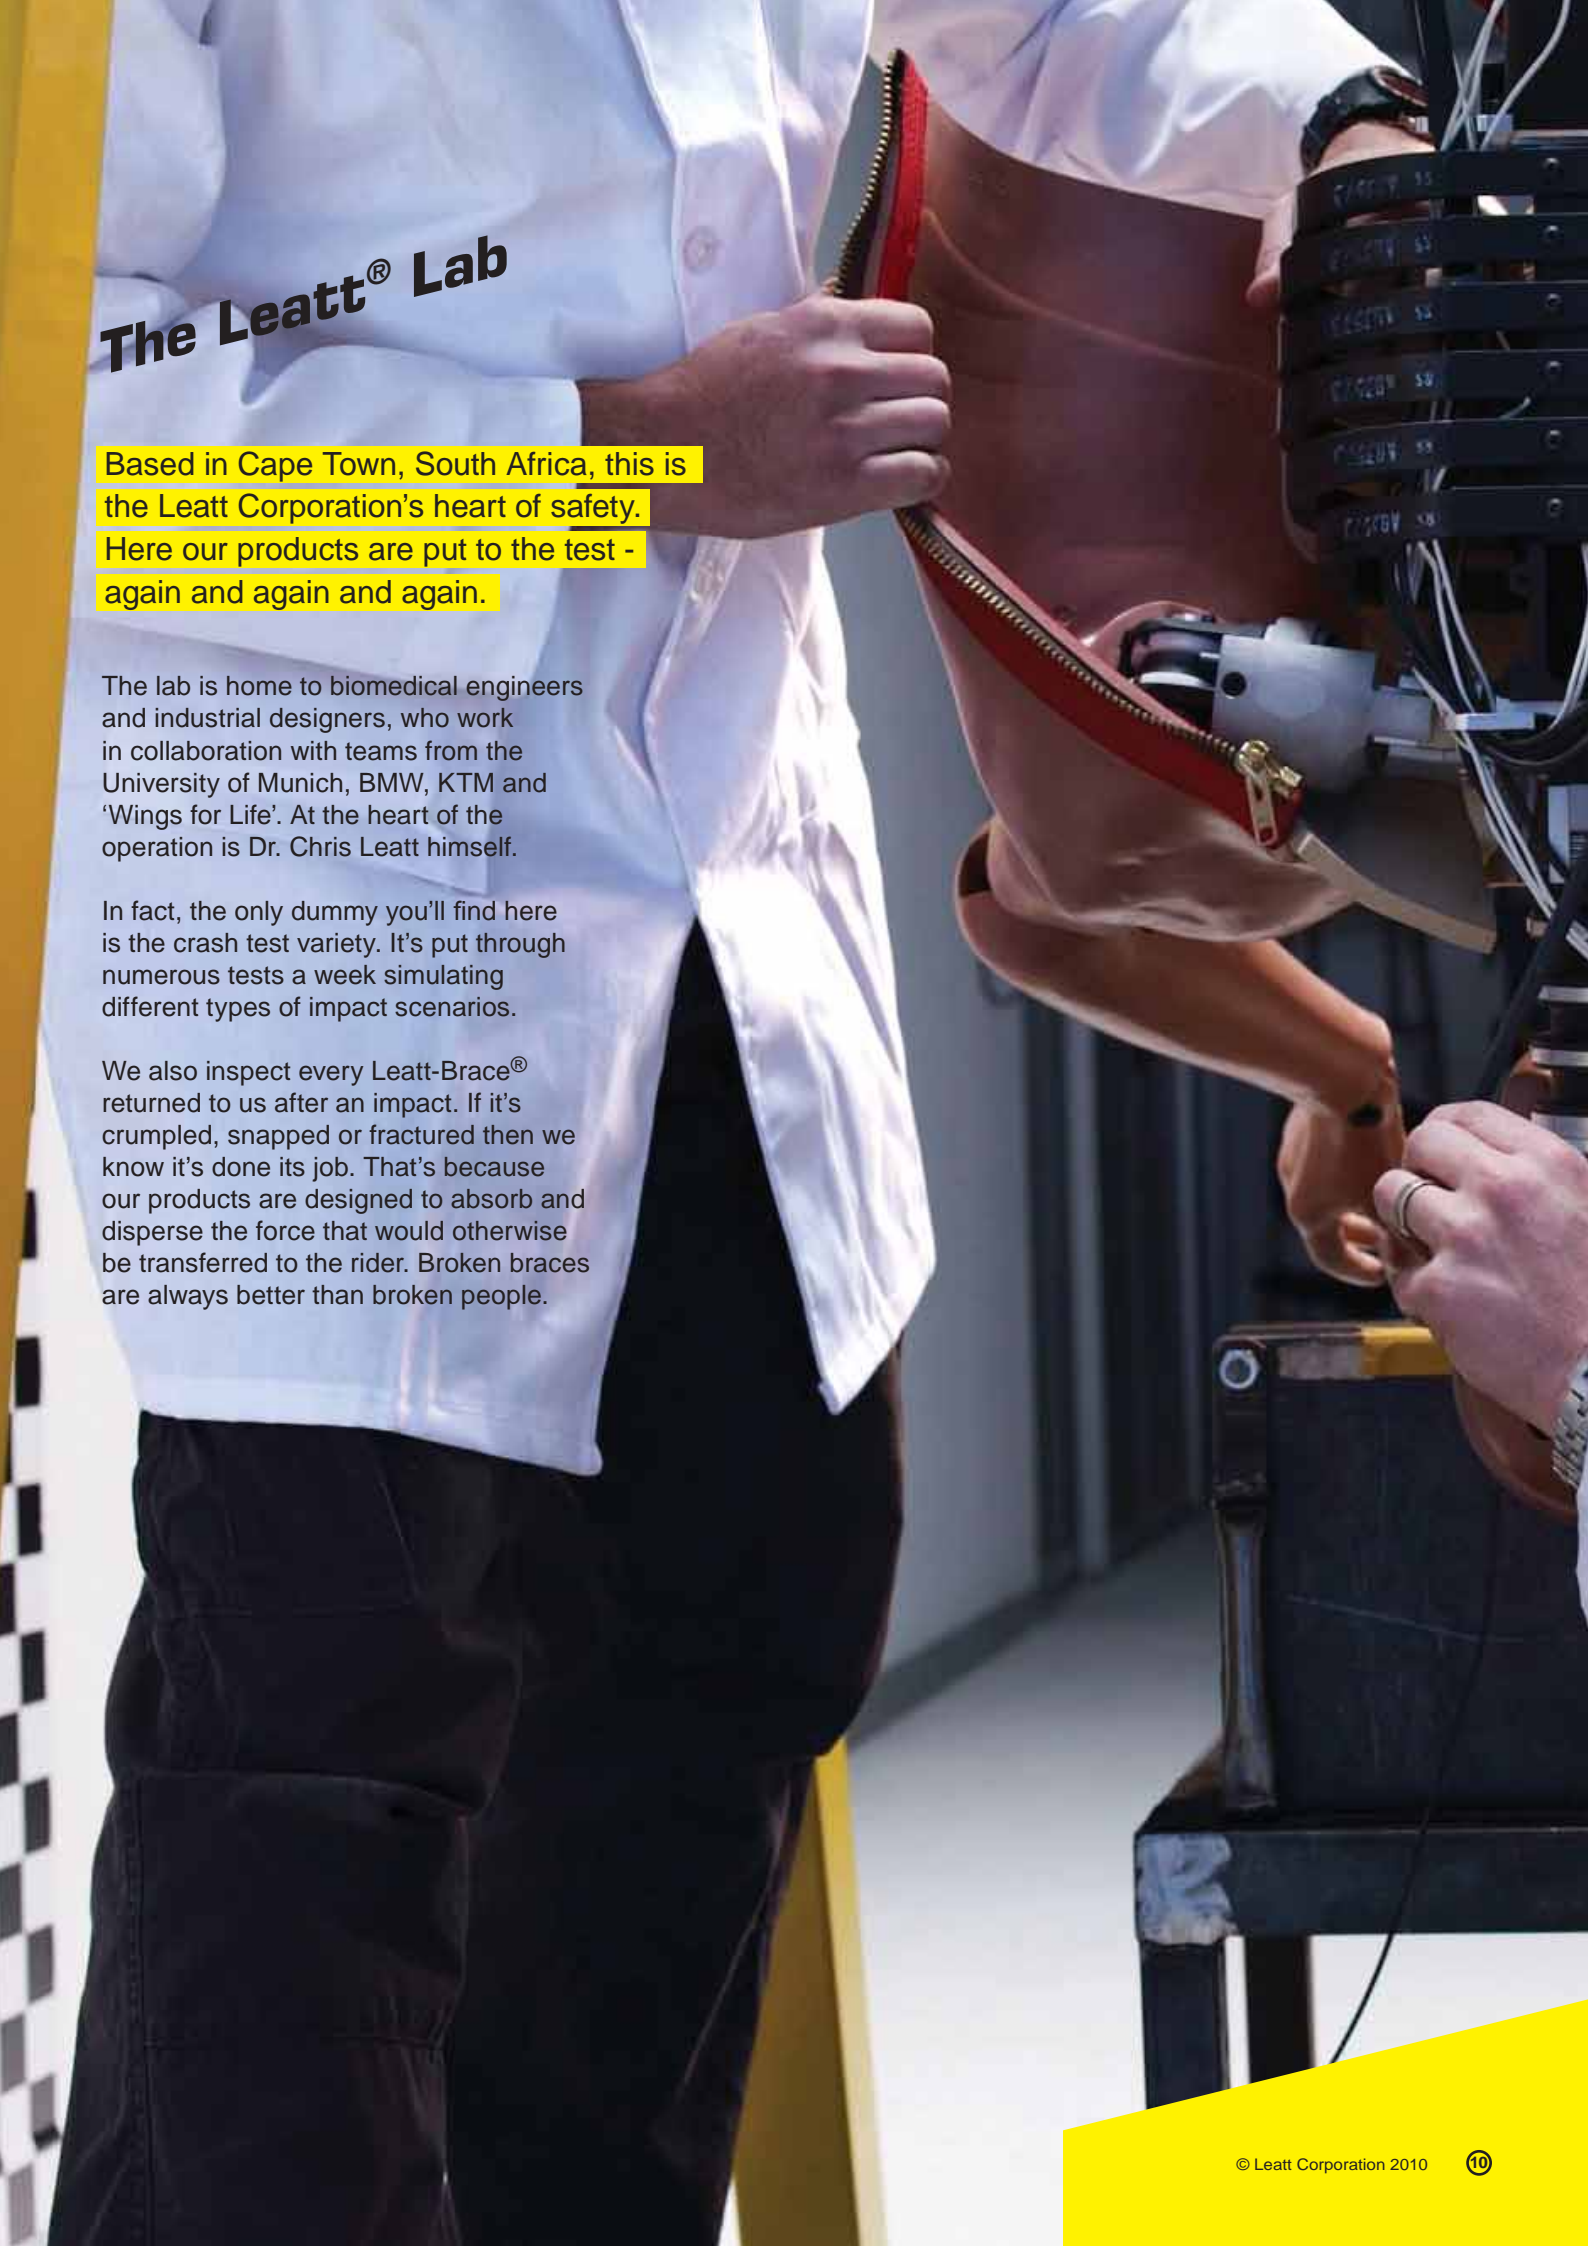 The Leatt® Lab
Based in Cape Town, South Africa, this is
the Leatt Corporation’s heart of safety.
Here our products are put to the test -
again and again and again.
The lab is home to biomedical engineers
and industrial designers, who work
in collaboration with teams from the
University of Munich, BMW, KTM and
‘Wings for Life’. At the heart of the
operation is Dr. Chris Leatt himself.
In fact, the only dummy you’ll find here
is the crash test variety. It’s put through
numerous tests a week simulating
different types of impact scenarios.
We also inspect every Leatt-Brace®
returned to us after an impact. If it’s
crumpled, snapped or fractured then we
know it’s done its job. That’s because
our products are designed to absorb and
disperse the force that would otherwise
be transferred to the rider. Broken braces
are always better than broken people.
© Leatt Corporation 2010 10